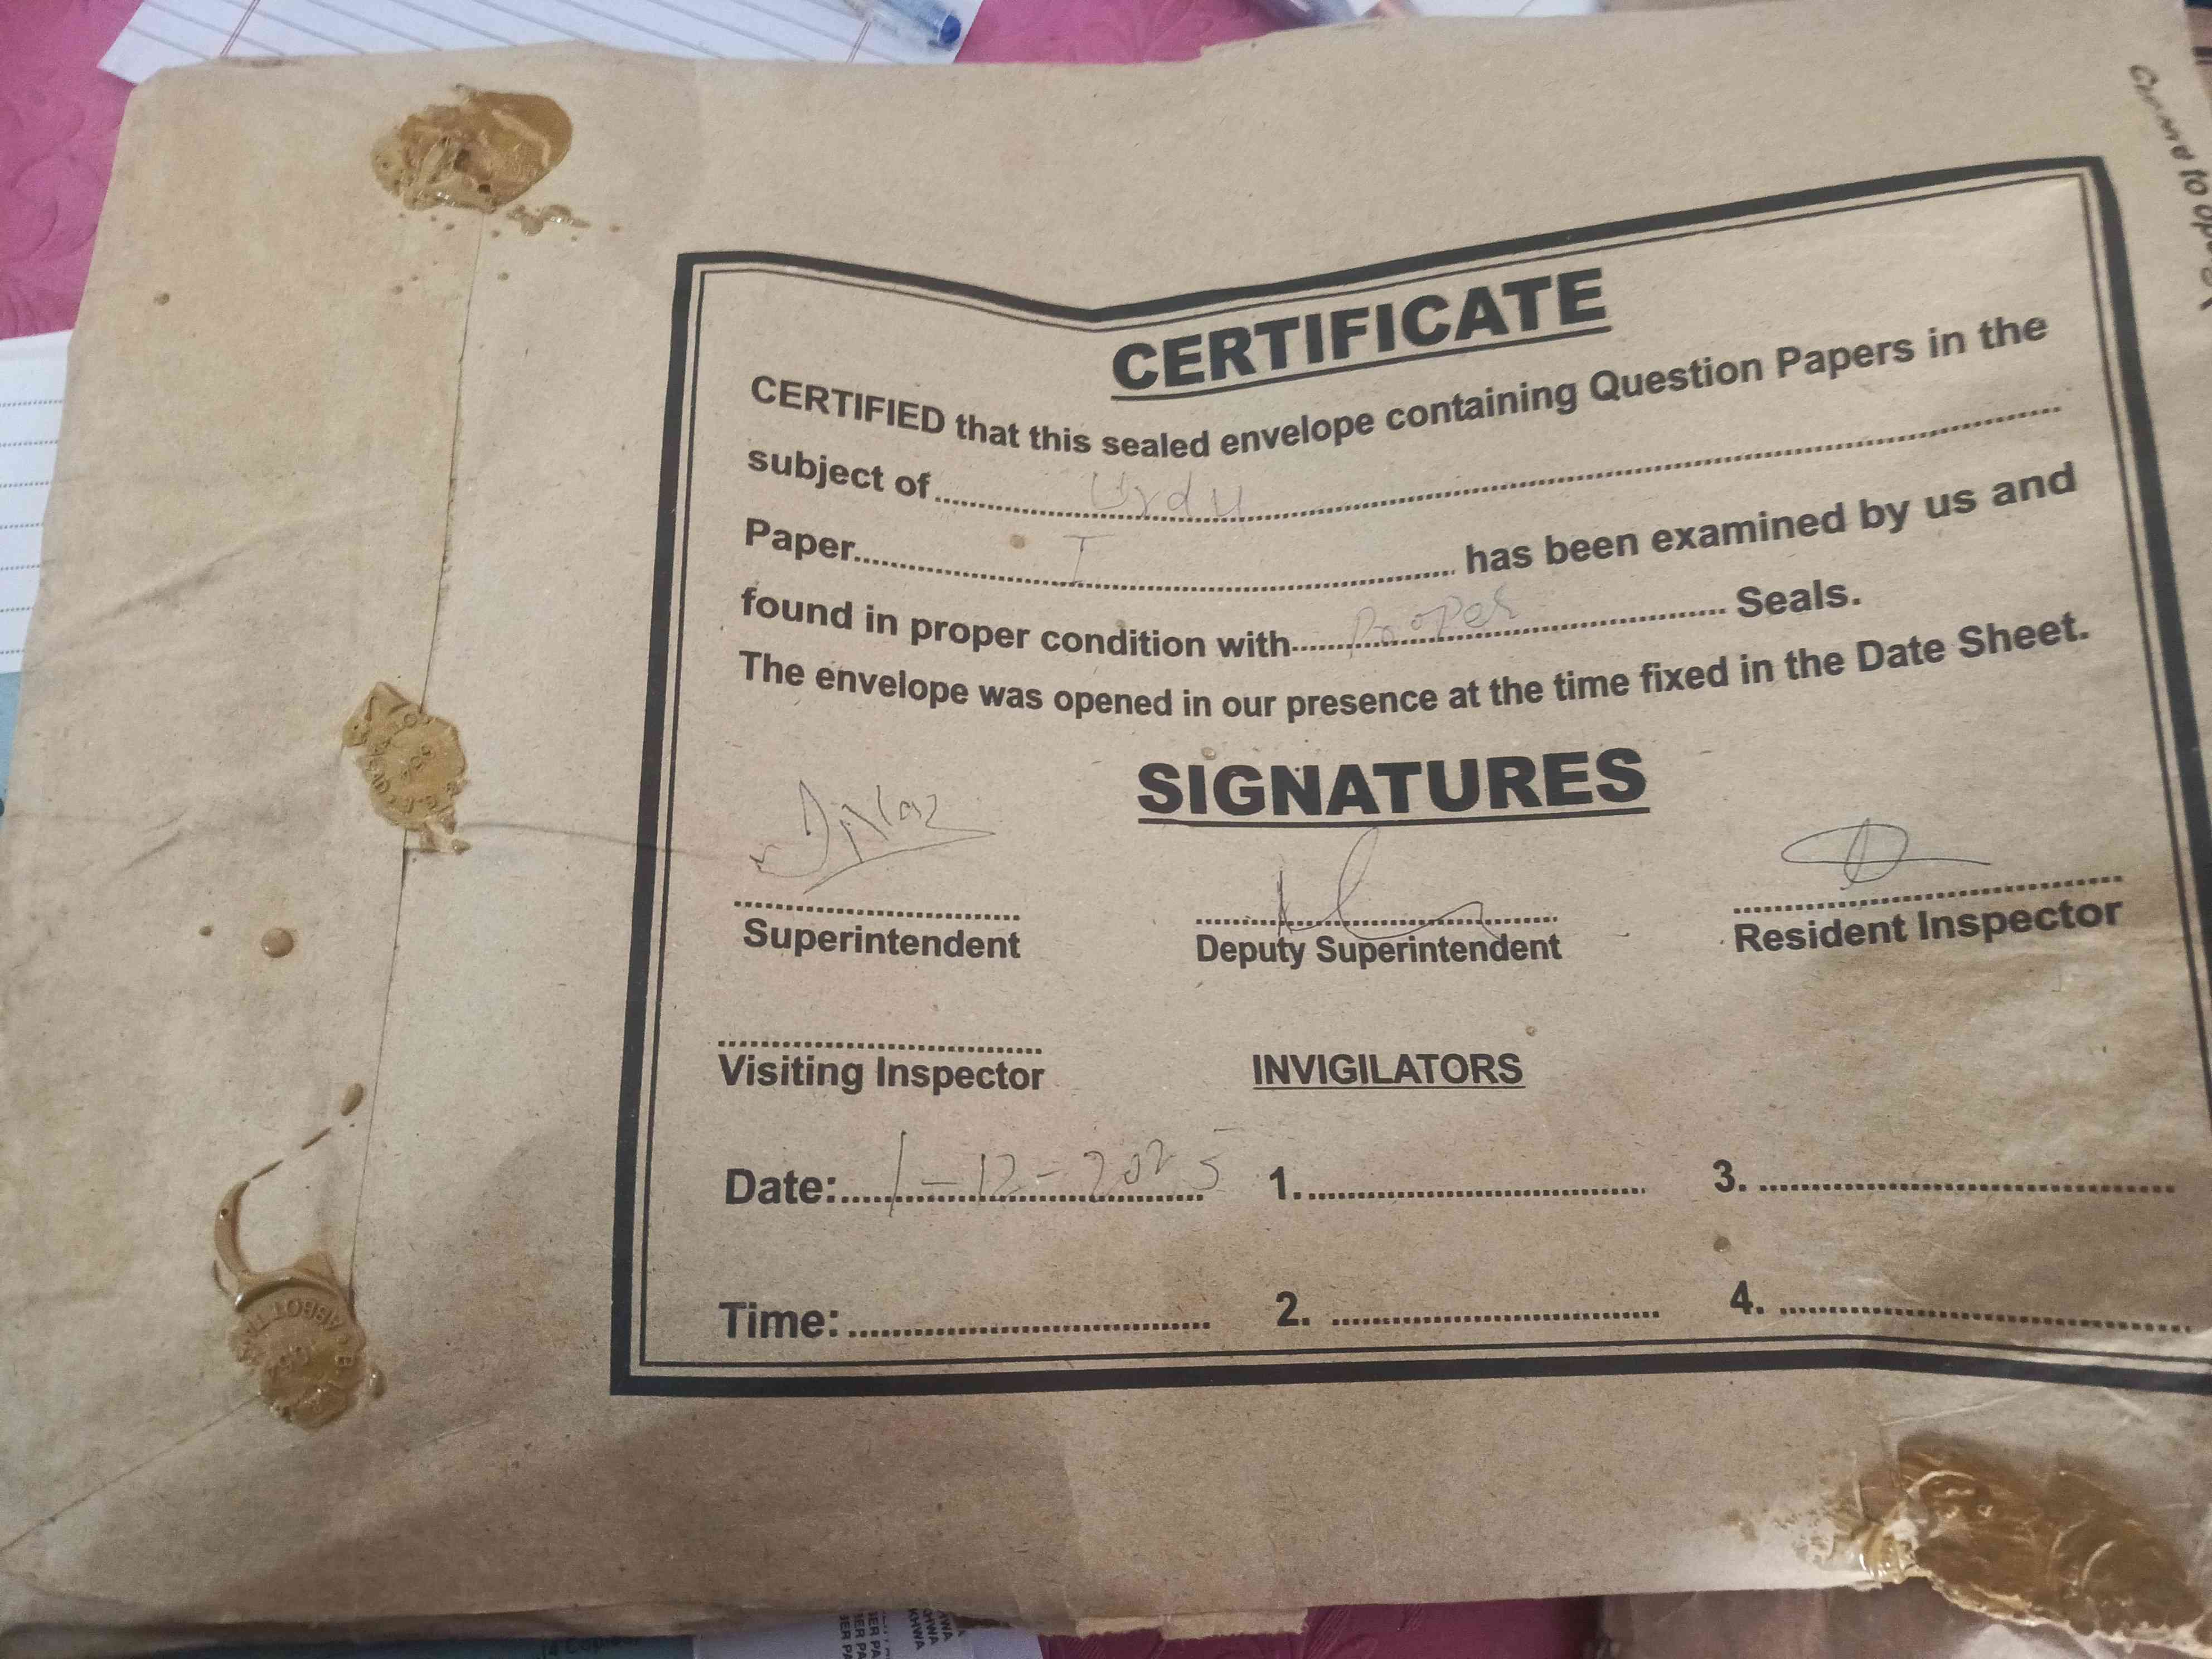 CERTIFICATE
CERTIFIED that this sealed envelope containing Question Papers in the
subject of Urdu
Paper I has been examined by us and
found in proper condition with Proper Seals.
The envelope was opened in our presence at the time fixed in the Date Sheet.
SIGNATURES
Superintendent
Deputy Superintendent
Resident Inspector
Visiting Inspector
INVIGILATORS
Date: 1-12-2025 1. 3.
Time: 2. 4.